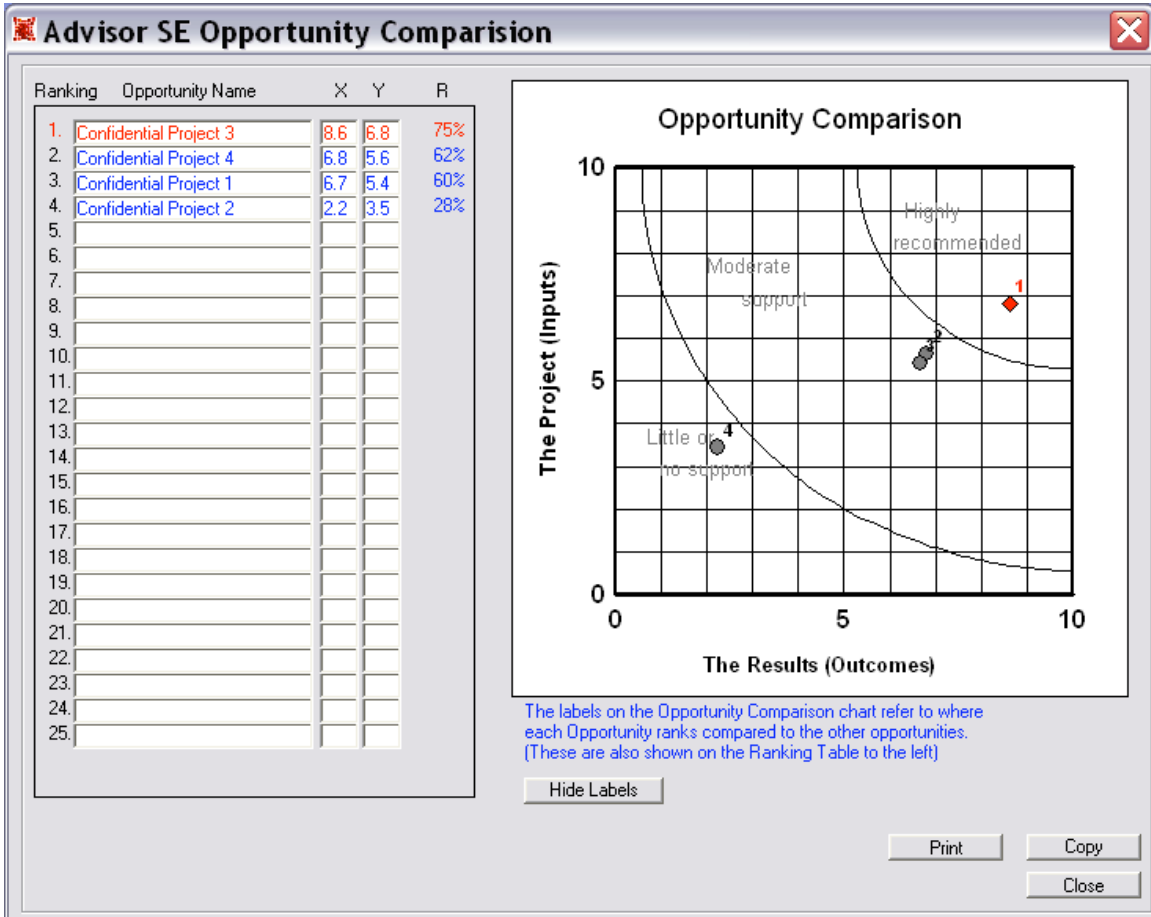 Advisor SE Opportunity Comparision
Ranking Opportunity Name X Y R
1. Confidential Project 3 8.6 6.8 75%
2. Confidential Project 4 6.8 5.6 62%
3. Confidential Project 1 6.7 5.4 60%
4. Confidential Project 2 2.2 3.5 28%
5.
6.
7.
8.
9.
10.
11.
12.
13.
14.
15.
16.
17.
18.
19.
20.
21.
22.
23.
24.
25.
Opportunity Comparison
10
Highly
recommended
Moderate
support
1
2
3
The Project (Inputs)
5
Little or
4
no support
0
0 5 10
The Results (Outcomes)
The labels on the Opportunity Comparison chart refer to where
each Opportunity ranks compared to the other opportunities.
(These are also shown on the Ranking Table to the left)
Hide Labels
Print Copy
Close